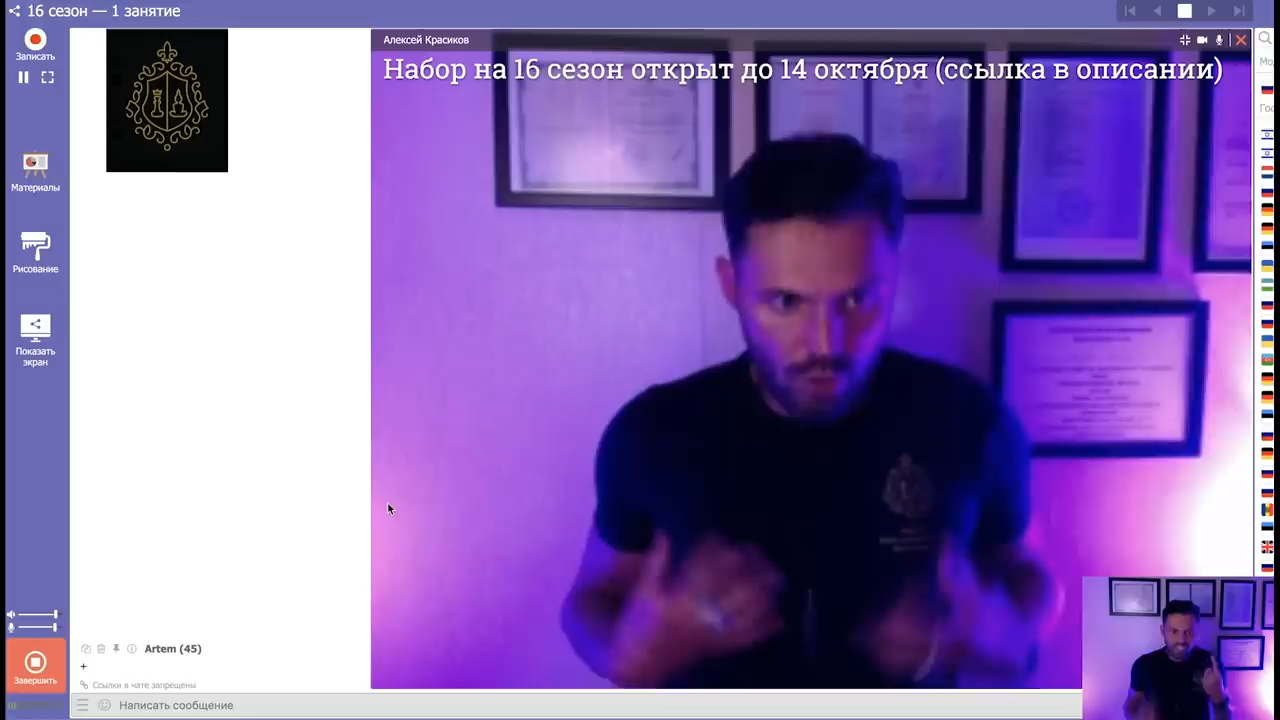 16 сезон — 1 занятие
Записать
Материалы
Рисование
Показать
экран
Завершить
Алексей Красиков
Набор на 16 сезон открыт до 14 октября (ссылка в описании)
Artem (45)
+
Ссылки в чате запрещены
Написать сообщение